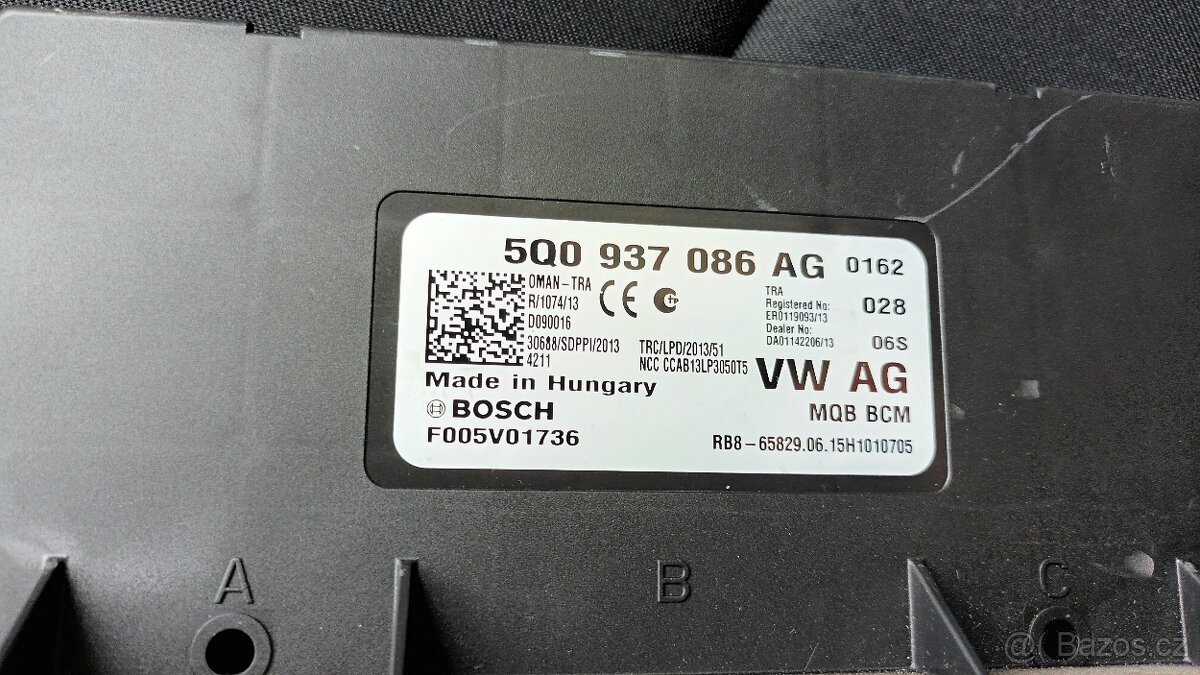 5Q0 937 086 AG 0162
OMAN-TRA
R/1074/13
D090016
CE
TRA
Registered No:
ER0119093/13
Dealer No:
DA01142206/13
028
06S
30688/SDPPI/2013
4211
TRC/LPD/2013/51
NCC CCAB13LP3050T5
VW AG
Made in Hungary
BOSCH
MQB BCM
F005V01736
RB8-65829.06.15H1010705
A
B
C
@ Bazos.cz